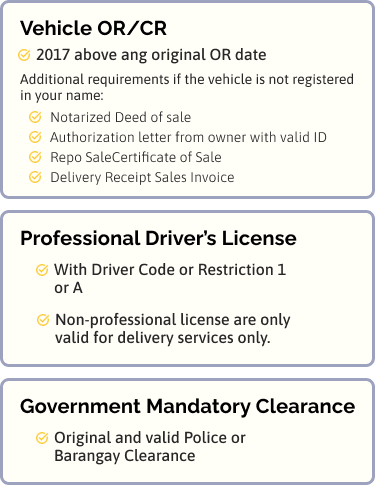 Vehicle OR/CR
2017 above ang original OR date
Additional requirements if the vehicle is not registered
in your name:
Notarized Deed of sale
Authorization letter from owner with valid ID
Repo SaleCertificate of Sale
Delivery Receipt Sales Invoice
Professional Driver's License
With Driver Code or Restriction 1
or A
Non-professional license are only
valid for delivery services only.
Government Mandatory Clearance
Original and valid Police or
Barangay Clearance